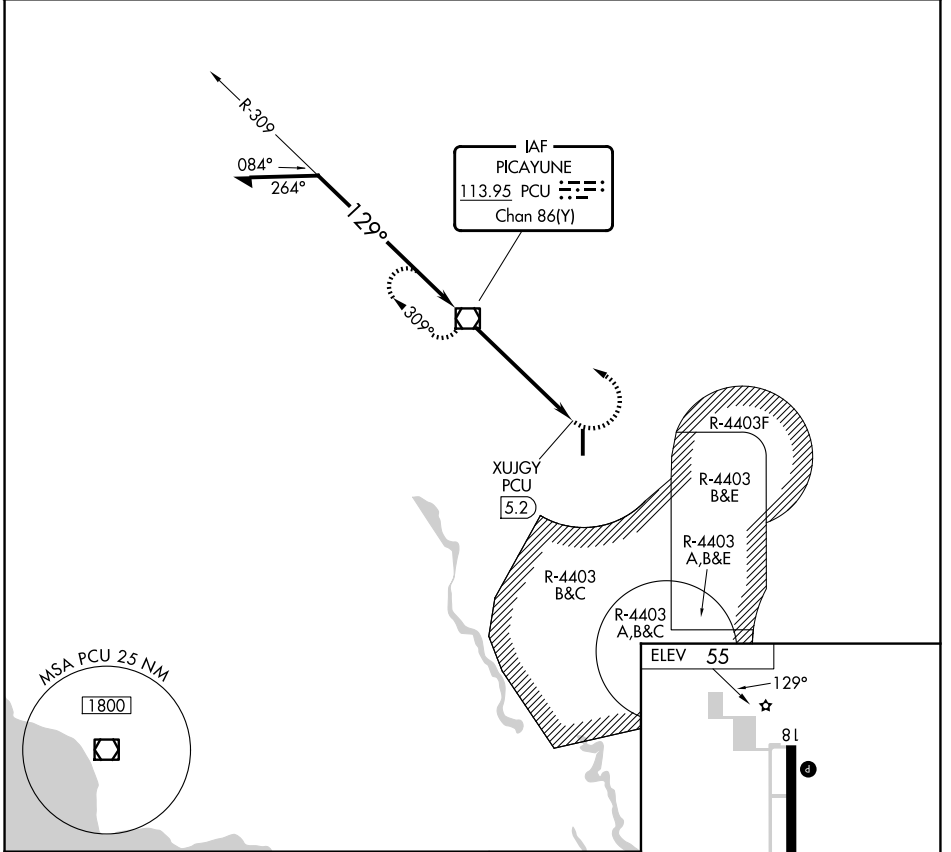 R-309
084°
264°
129°
309°
IAF
PICAYUNE
113.95 PCU
Chan 86(Y)
XUJGY
PCU
5.2
R-4403F
R-4403
B&E
R-4403
A,B&E
R-4403
B&C
R-4403
A,B&C
MSA PCU 25 NM
1800
ELEV 55
129°
18
P